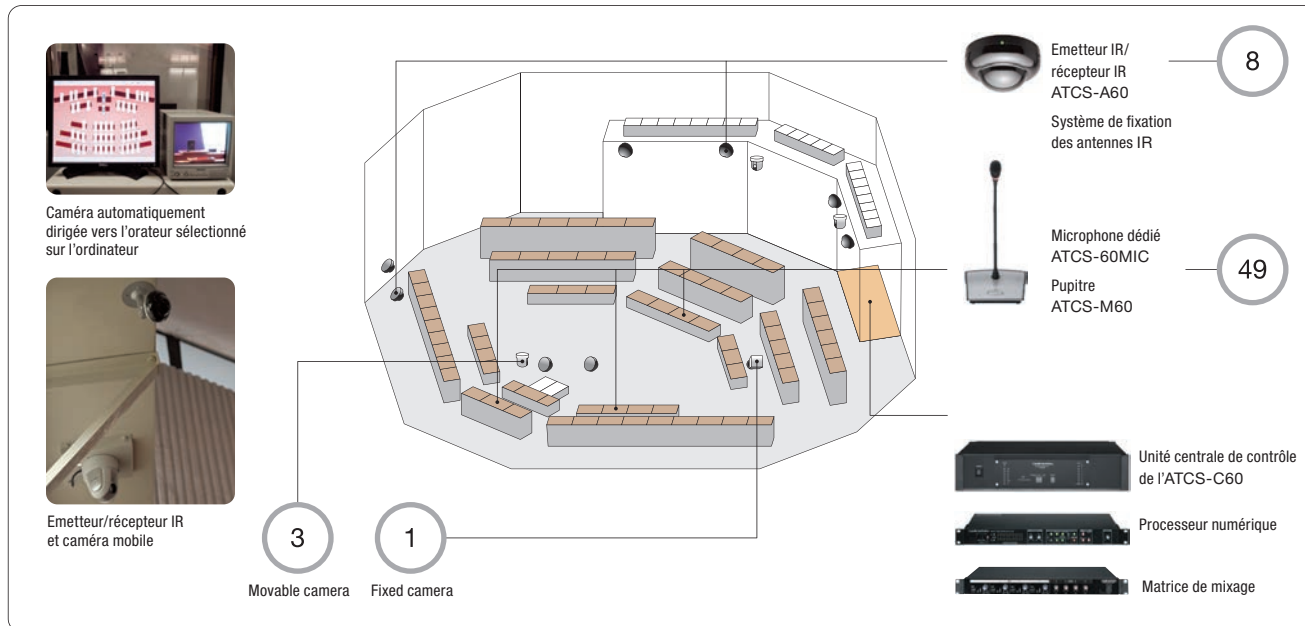 Caméra automatiquement
dirigée vers l'orateur sélectionné
sur l'ordinateur
Emetteur/récepteur IR
et caméra mobile
3
Movable camera
1
Fixed camera
Emetteur IR/
récepteur IR
ATCS-A60
Système de fixation
des antennes IR
8
Microphone dédié
ATCS-60MIC
Pupitre
ATCS-M60
49
Unité centrale de contrôle
de l'ATCS-C60
Processeur numérique
Matrice de mixage